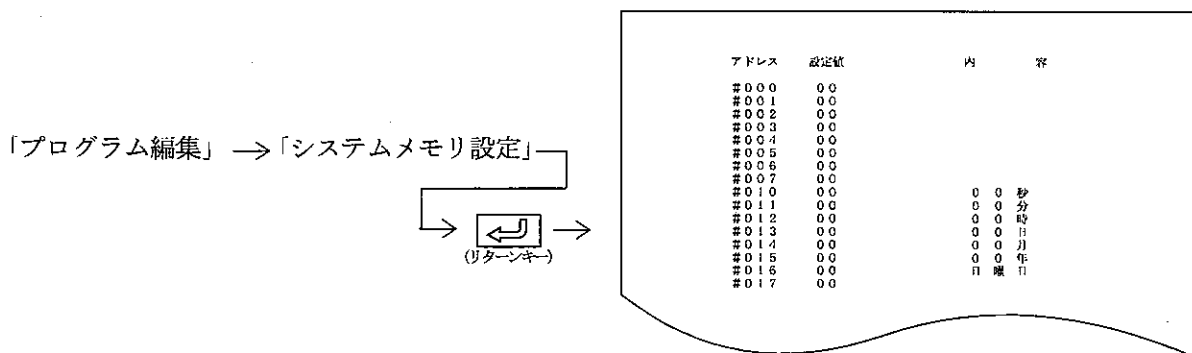 「プログラム編集」→「システムメモリ設定」
(リターンキー)
アドレス 設定値 内 容
#000 00
#001 00
#002 00
#003 00
#004 00
#005 00
#006 00
#007 00
#010 00 0 0 秒
#011 00 0 0 分
#012 00 0 0 時
#013 00 0 0 日
#014 00 0 0 月
#015 00 0 0 年
#016 00 日 曜 日
#017 00